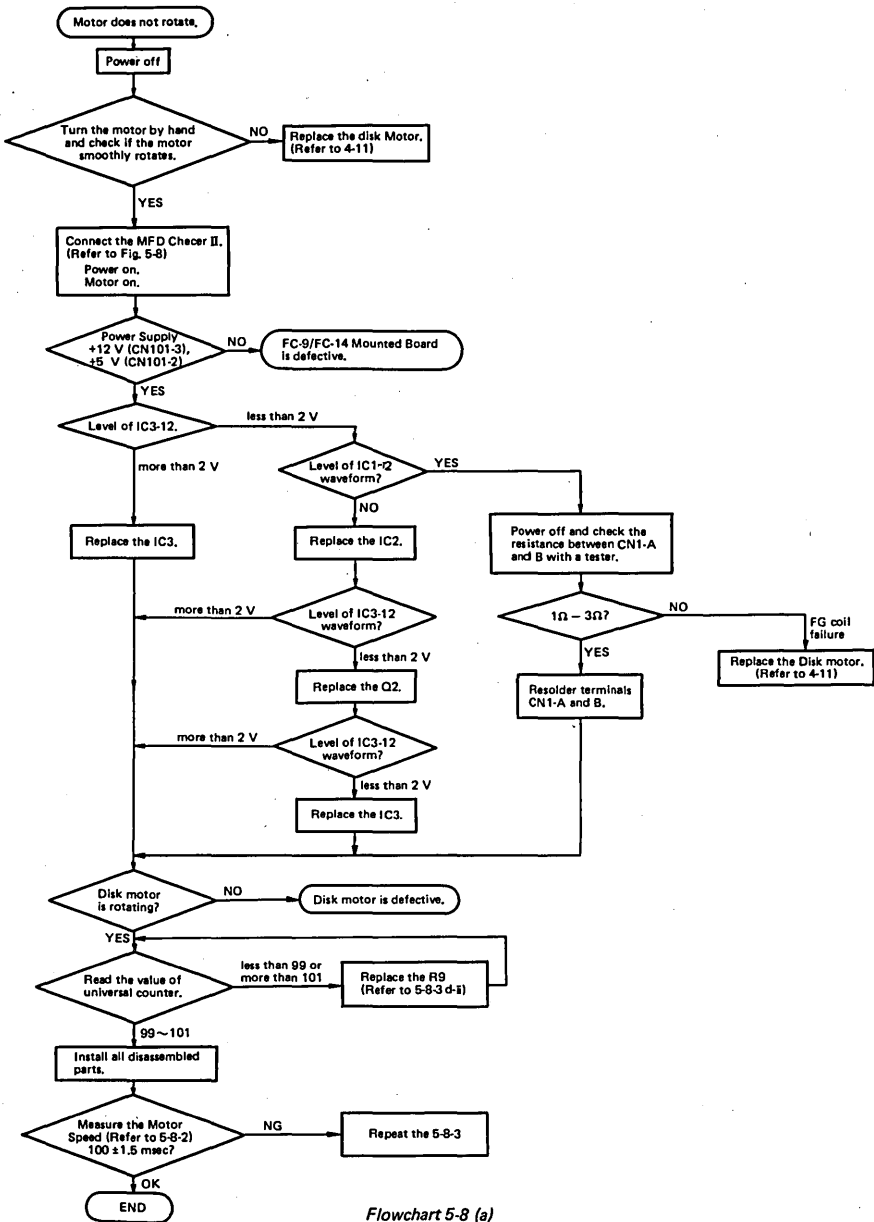 Motor does not rotate.
Power off
Turn the motor by hand
and check if the motor
smoothly rotates.
NO
Replace the disk Motor.
(Refer to 4-11)
YES
Connect the MFD Checer II.
(Refer to Fig. 5-8)
Power on.
Motor on.
Power Supply
+12 V (CN101-3),
+5 V (CN101-2)
NO
FC-9/FC-14 Mounted Board
is defective.
YES
Level of IC3-12.
less than 2 V
more than 2 V
Level of IC1-12
waveform?
YES
NO
Replace the IC3.
Replace the IC2.
Power off and check the
resistance between CN1-A
and B with a tester.
more than 2 V
Level of IC3-12
waveform?
1Ω – 3Ω?
NO
FG coil
failure
less than 2 V
YES
Replace the Disk motor.
(Refer to 4-11)
Replace the Q2.
Resolder terminals
CN1-A and B.
more than 2 V
Level of IC3-12
waveform?
less than 2 V
Replace the IC3.
Disk motor
is rotating?
NO
Disk motor is defective.
YES
Read the value of
universal counter.
less than 99 or
more than 101
Replace the R9
(Refer to 5-8-3 d-ii)
99～101
Install all disassembled
parts.
Measure the Motor
Speed (Refer to 5-8-2)
100 ±1.5 msec?
NG
Repeat the 5-8-3
OK
END
Flowchart 5-8 (a)